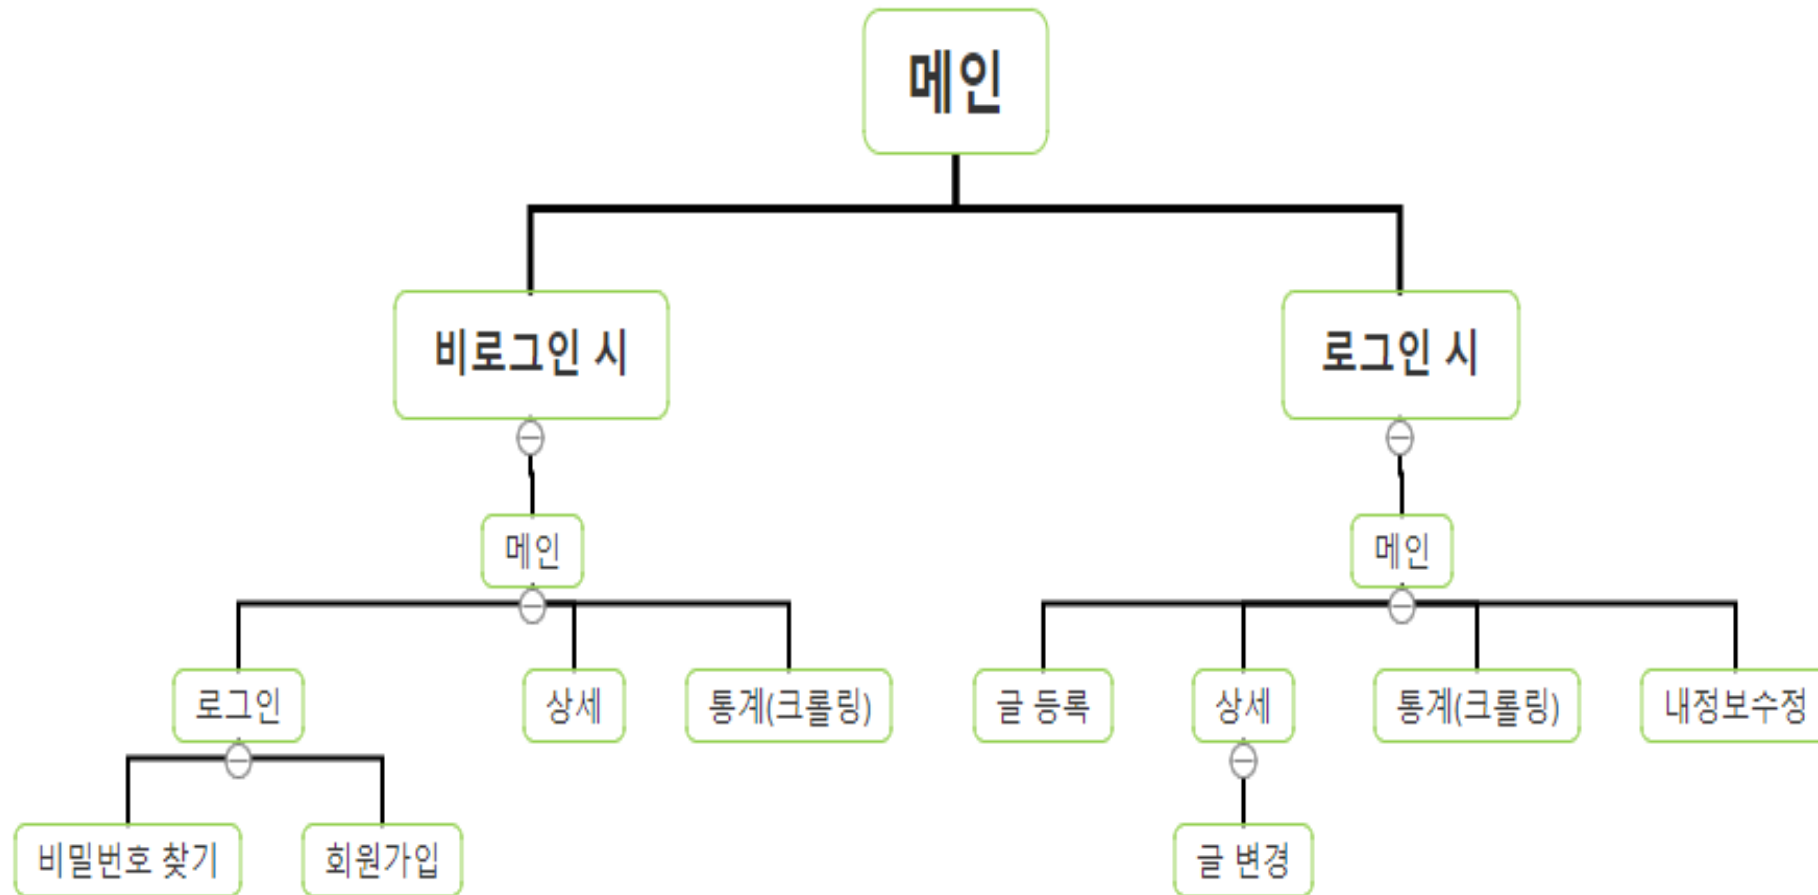 메인
비로그인 시
로그인 시
메인
메인
로그인
상세
통계(크롤링)
글 등록
상세
통계(크롤링)
내정보수정
비밀번호 찾기
회원가입
글 변경